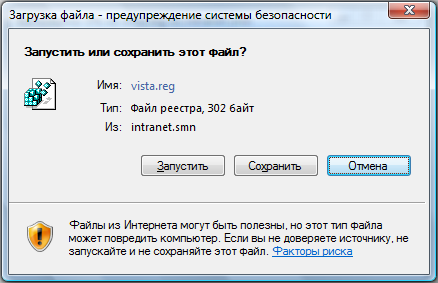 Загрузка файла - предупреждение системы безопасности
Запустить или сохранить этот файл?
Имя: vista.reg
Тип: Файл реестра, 302 байт
Из: intranet.smn
Запустить Сохранить Отмена
Файлы из Интернета могут быть полезны, но этот тип файла
может повредить компьютер. Если вы не доверяете источнику, не
запускайте и не сохраняйте этот файл. Факторы риска